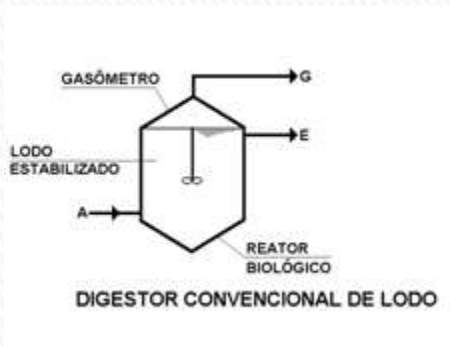 GASÔMETRO
G
E
LODO
ESTABILIZADO
A
REATOR
BIOLÓGICO
DIGESTOR CONVENCIONAL DE LODO